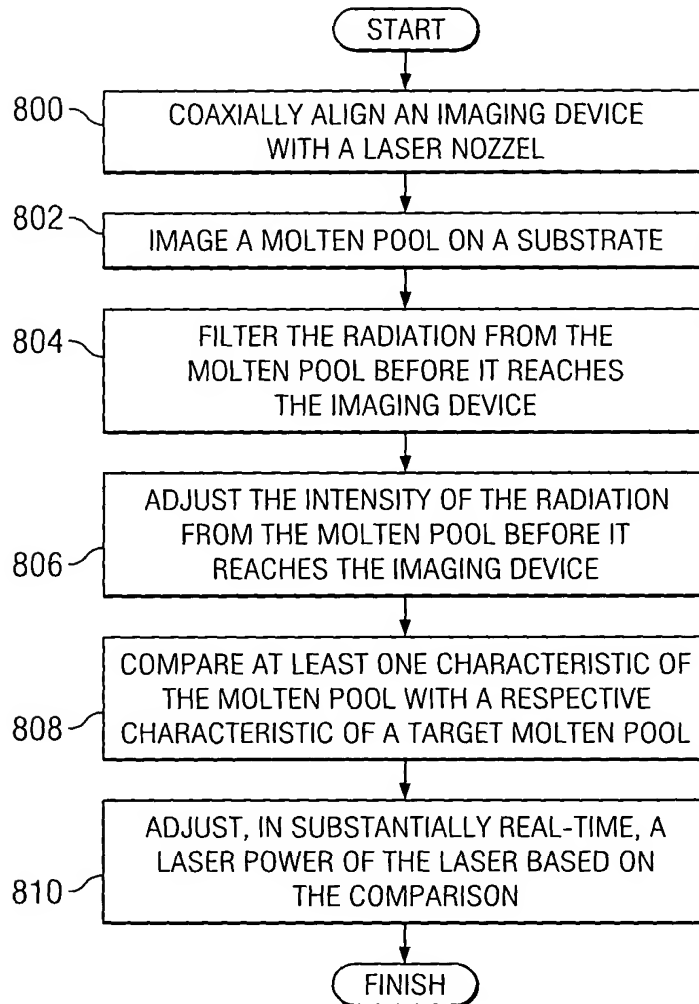 START
800
COAXIALLY ALIGN AN IMAGING DEVICE
WITH A LASER NOZZEL
802
IMAGE A MOLTEN POOL ON A SUBSTRATE
804
FILTER THE RADIATION FROM THE
MOLTEN POOL BEFORE IT REACHES
THE IMAGING DEVICE
806
ADJUST THE INTENSITY OF THE RADIATION
FROM THE MOLTEN POOL BEFORE IT
REACHES THE IMAGING DEVICE
808
COMPARE AT LEAST ONE CHARACTERISTIC OF
THE MOLTEN POOL WITH A RESPECTIVE
CHARACTERISTIC OF A TARGET MOLTEN POOL
810
ADJUST, IN SUBSTANTIALLY REAL-TIME, A
LASER POWER OF THE LASER BASED ON
THE COMPARISON
FINISH